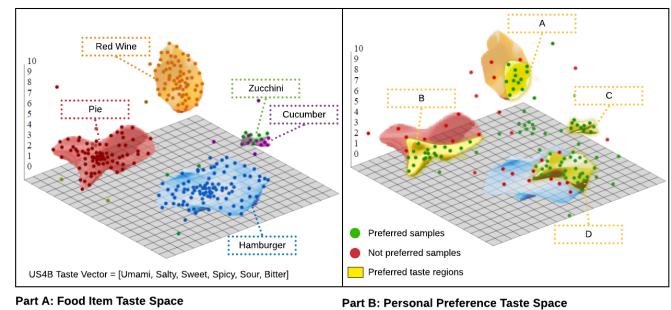 Red Wine
Zucchini
Cucumber
Pie
Hamburger
10
9
8
7
6
5
4
3
2
1
0
US4B Taste Vector = [Umami, Salty, Sweet, Spicy, Sour, Bitter]
Part A: Food Item Taste Space
A
B
C
D
10
9
8
7
6
5
4
3
2
1
0
Preferred samples
Not preferred samples
Preferred taste regions
Part B: Personal Preference Taste Space